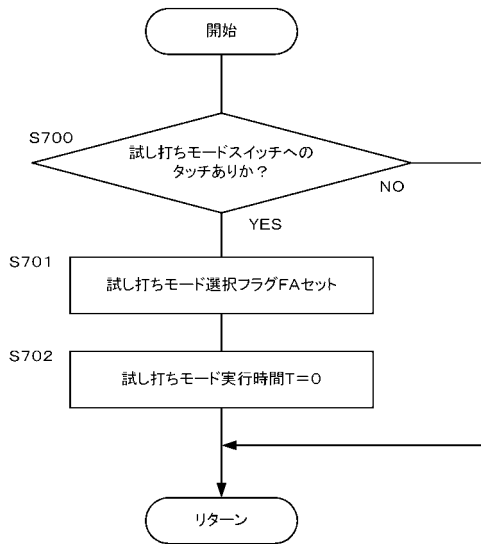 開始
S700
試し打ちモードスイッチへの
タッチありか？
NO
YES
S701
試し打ちモード選択フラグFAセット
S702
試し打ちモード実行時間T＝0
リターン